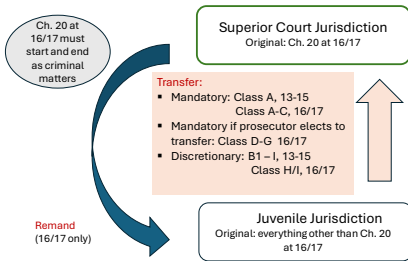 Ch. 20 at
16/17 must
start and end
as criminal
matters
Superior Court Jurisdiction
Original: Ch. 20 at 16/17
Transfer:
▪ Mandatory: Class A, 13-15
Class A-C, 16/17
▪ Mandatory if prosecutor elects to
transfer: Class D-G 16/17
▪ Discretionary: B1 – I, 13-15
Class H/I, 16/17
Remand
(16/17 only)
Juvenile Jurisdiction
Original: everything other than Ch. 20
at 16/17